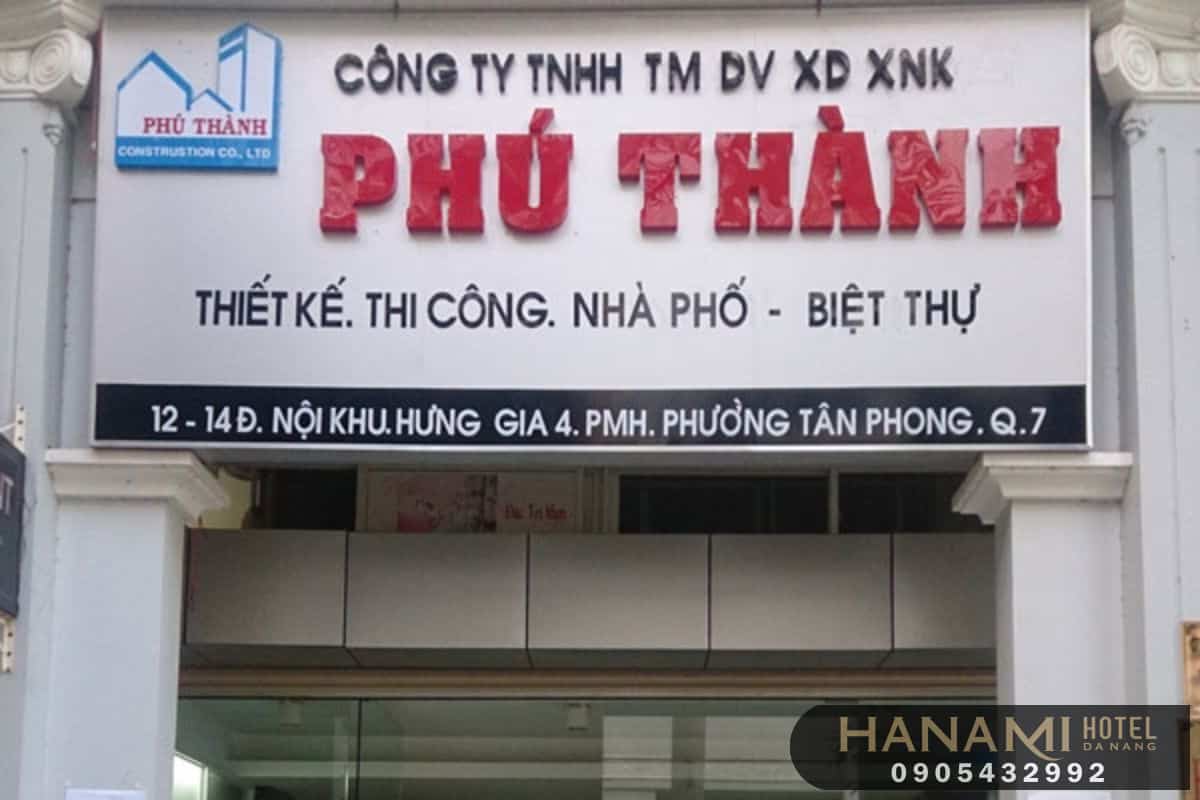 PHÚ THÀNH
CONSTRUSTION CO., LTD
CÔNG TY TNHH TM DV XD XNK
PHÚ THÀNH
THIẾT KẾ. THI CÔNG. NHÀ PHỐ - BIỆT THỰ
12 - 14 Đ. NỘI KHU. HƯNG GIA 4. PMH. PHƯỞNG TÂN PHONG. Q.7
HANAMI HOTEL
DA NANG
0905432992